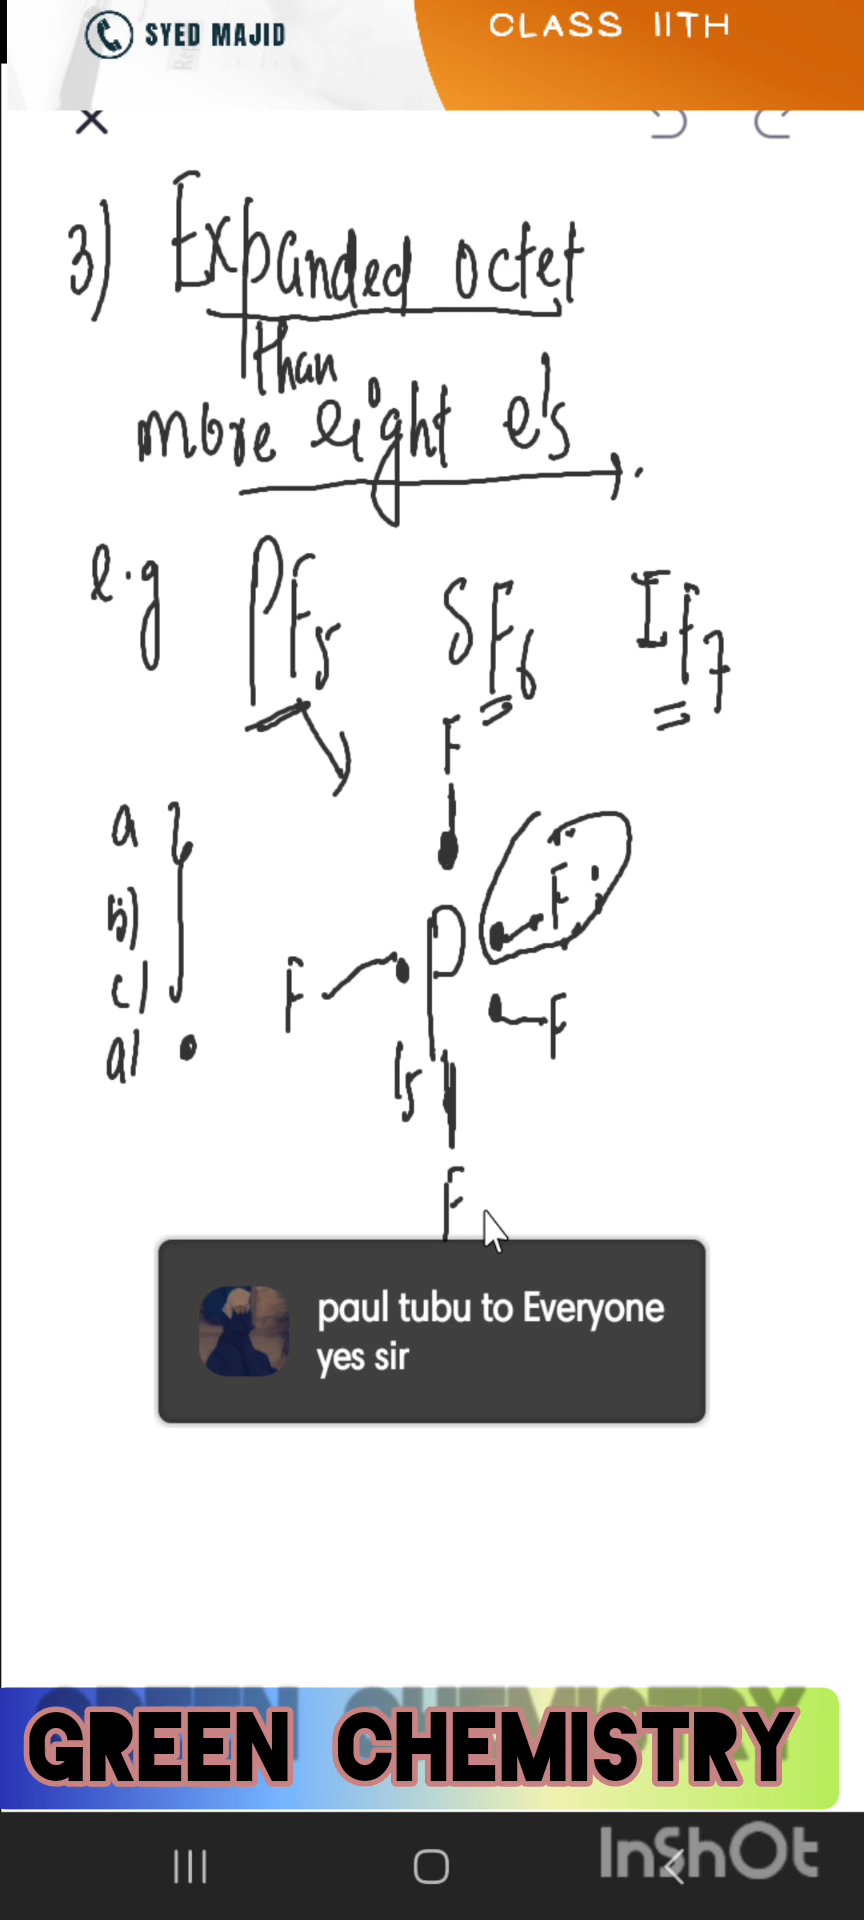 SYED MAJID
CLASS 11TH
3) Expanded octet
than
more eight e's
e.g PF5 SF6 IF7
F
a
b)
c)
F P F
F
a)
15
F
paul tubu to Everyone
yes sir
GREEN CHEMISTRY
InShOt